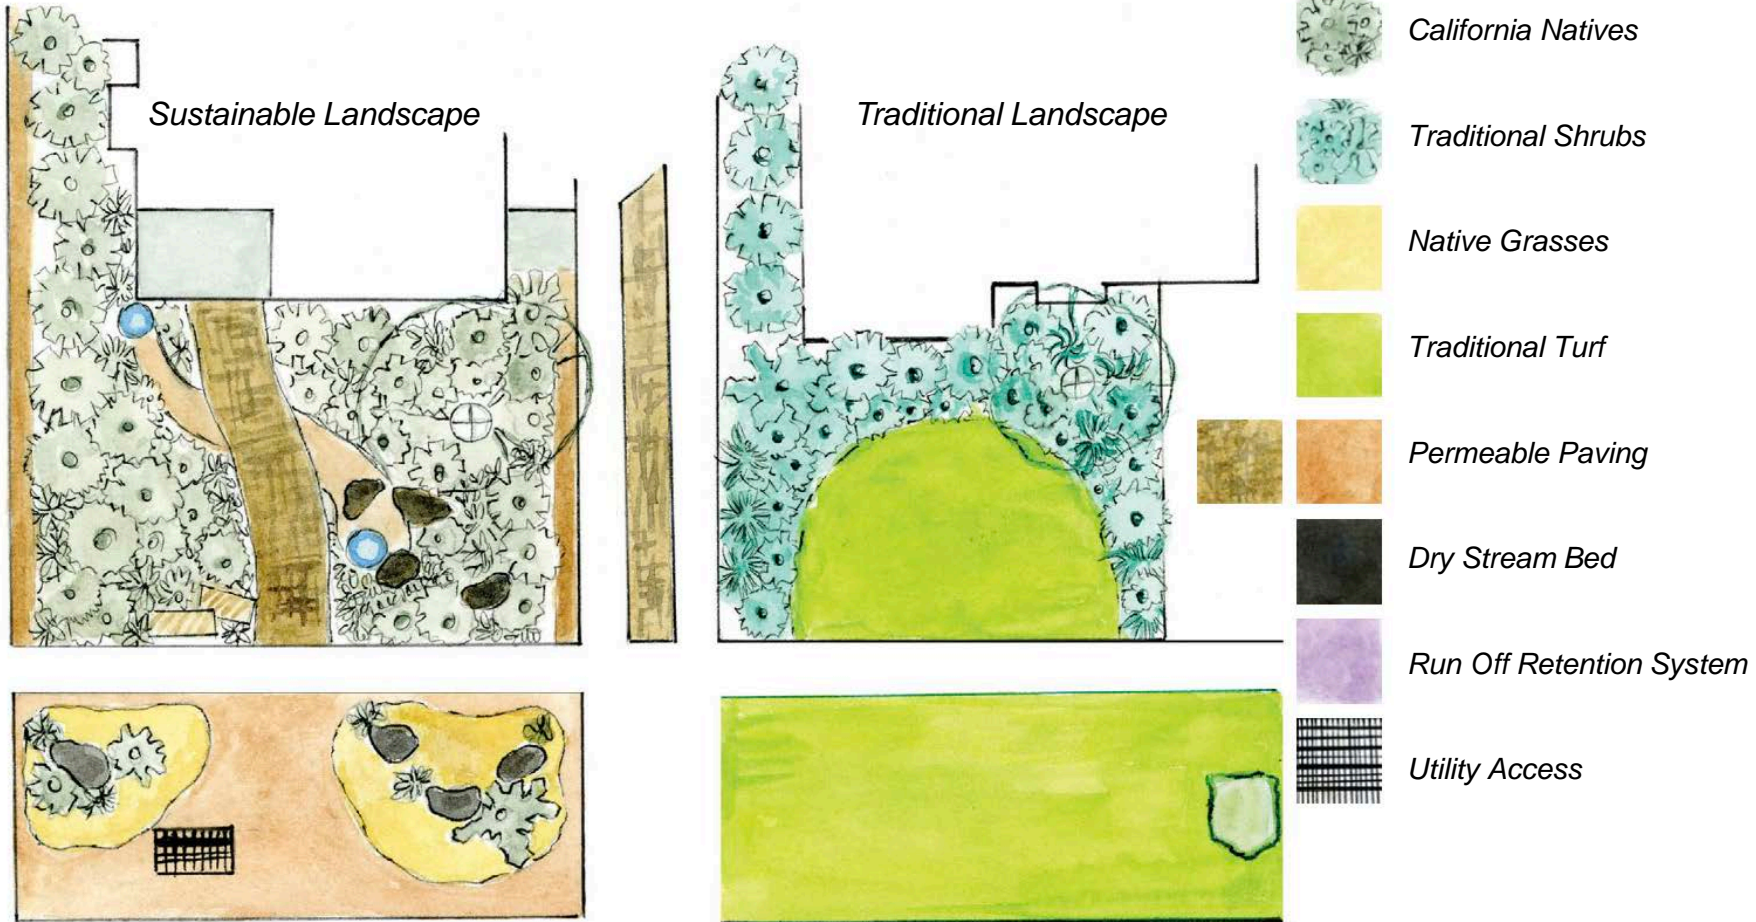 Sustainable Landscape
Traditional Landscape
California Natives
Traditional Shrubs
Native Grasses
Traditional Turf
Permeable Paving
Dry Stream Bed
Run Off Retention System
Utility Access